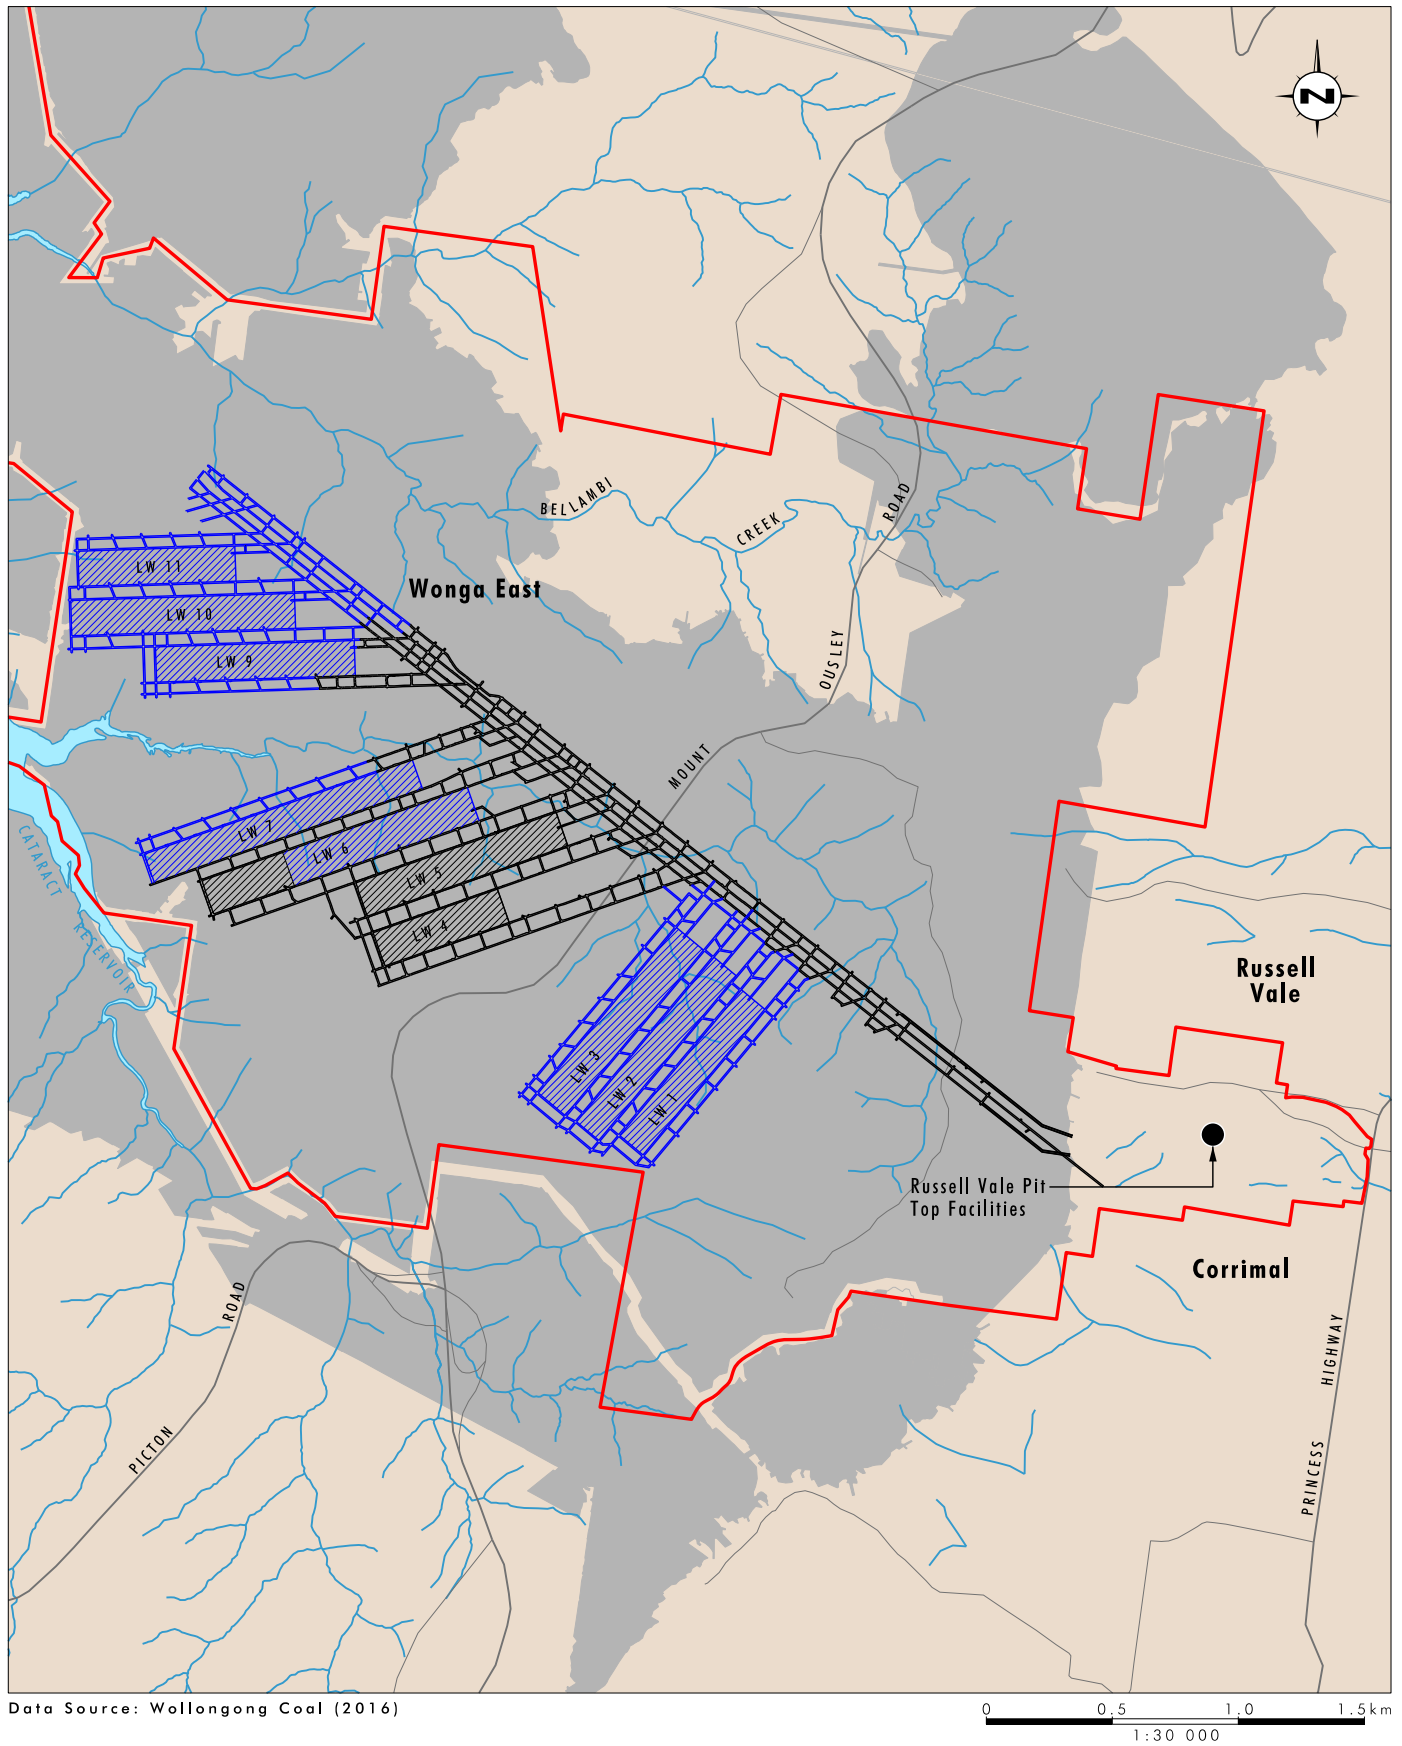 N
BELLAMBI
CREEK
ROAD
LW 11
Wonga East
LW 10
OUSLEY
LW 9
MOUNT
LW 7
LW 6
CATARACT
LW 5
LW 4
RESERVOIR
Russell
Vale
LW 3
LW 2
LW 1
Russell Vale Pit
Top Facilities
Corrimal
ROAD
HIGHWAY
PICTON
PRINCESS
Data Source: Wollongong Coal (2016)
0 0.5 1.0 1.5km
1:30 000